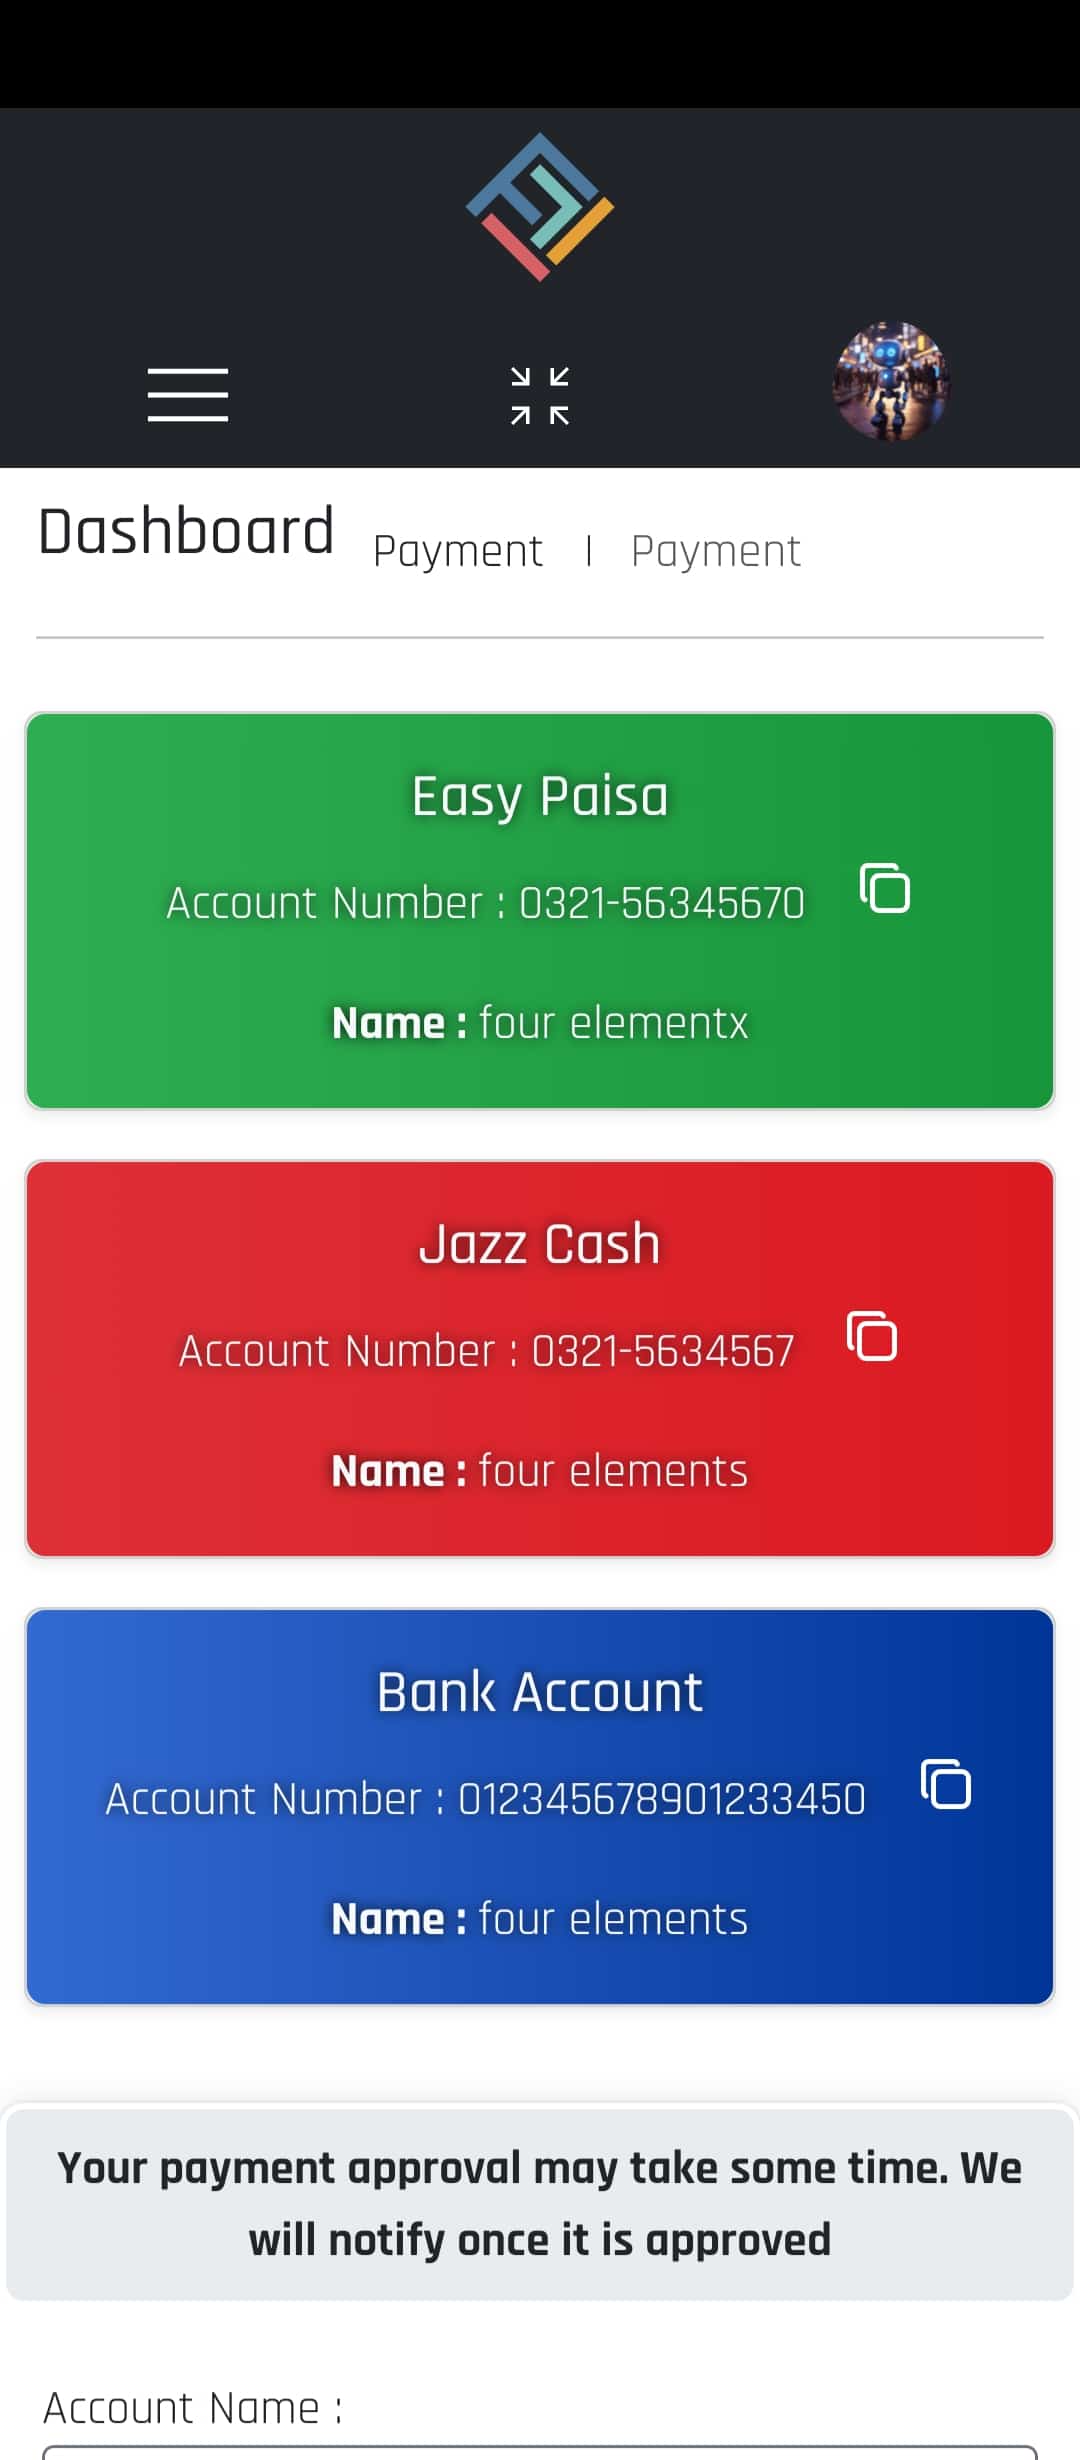 Dashboard Payment | Payment
Easy Paisa
Account Number : 0321-56345670
Name : four elementx
Jazz Cash
Account Number : 0321-5634567
Name : four elements
Bank Account
Account Number : 012345678901233450
Name : four elements
Your payment approval may take some time. We
will notify once it is approved
Account Name :